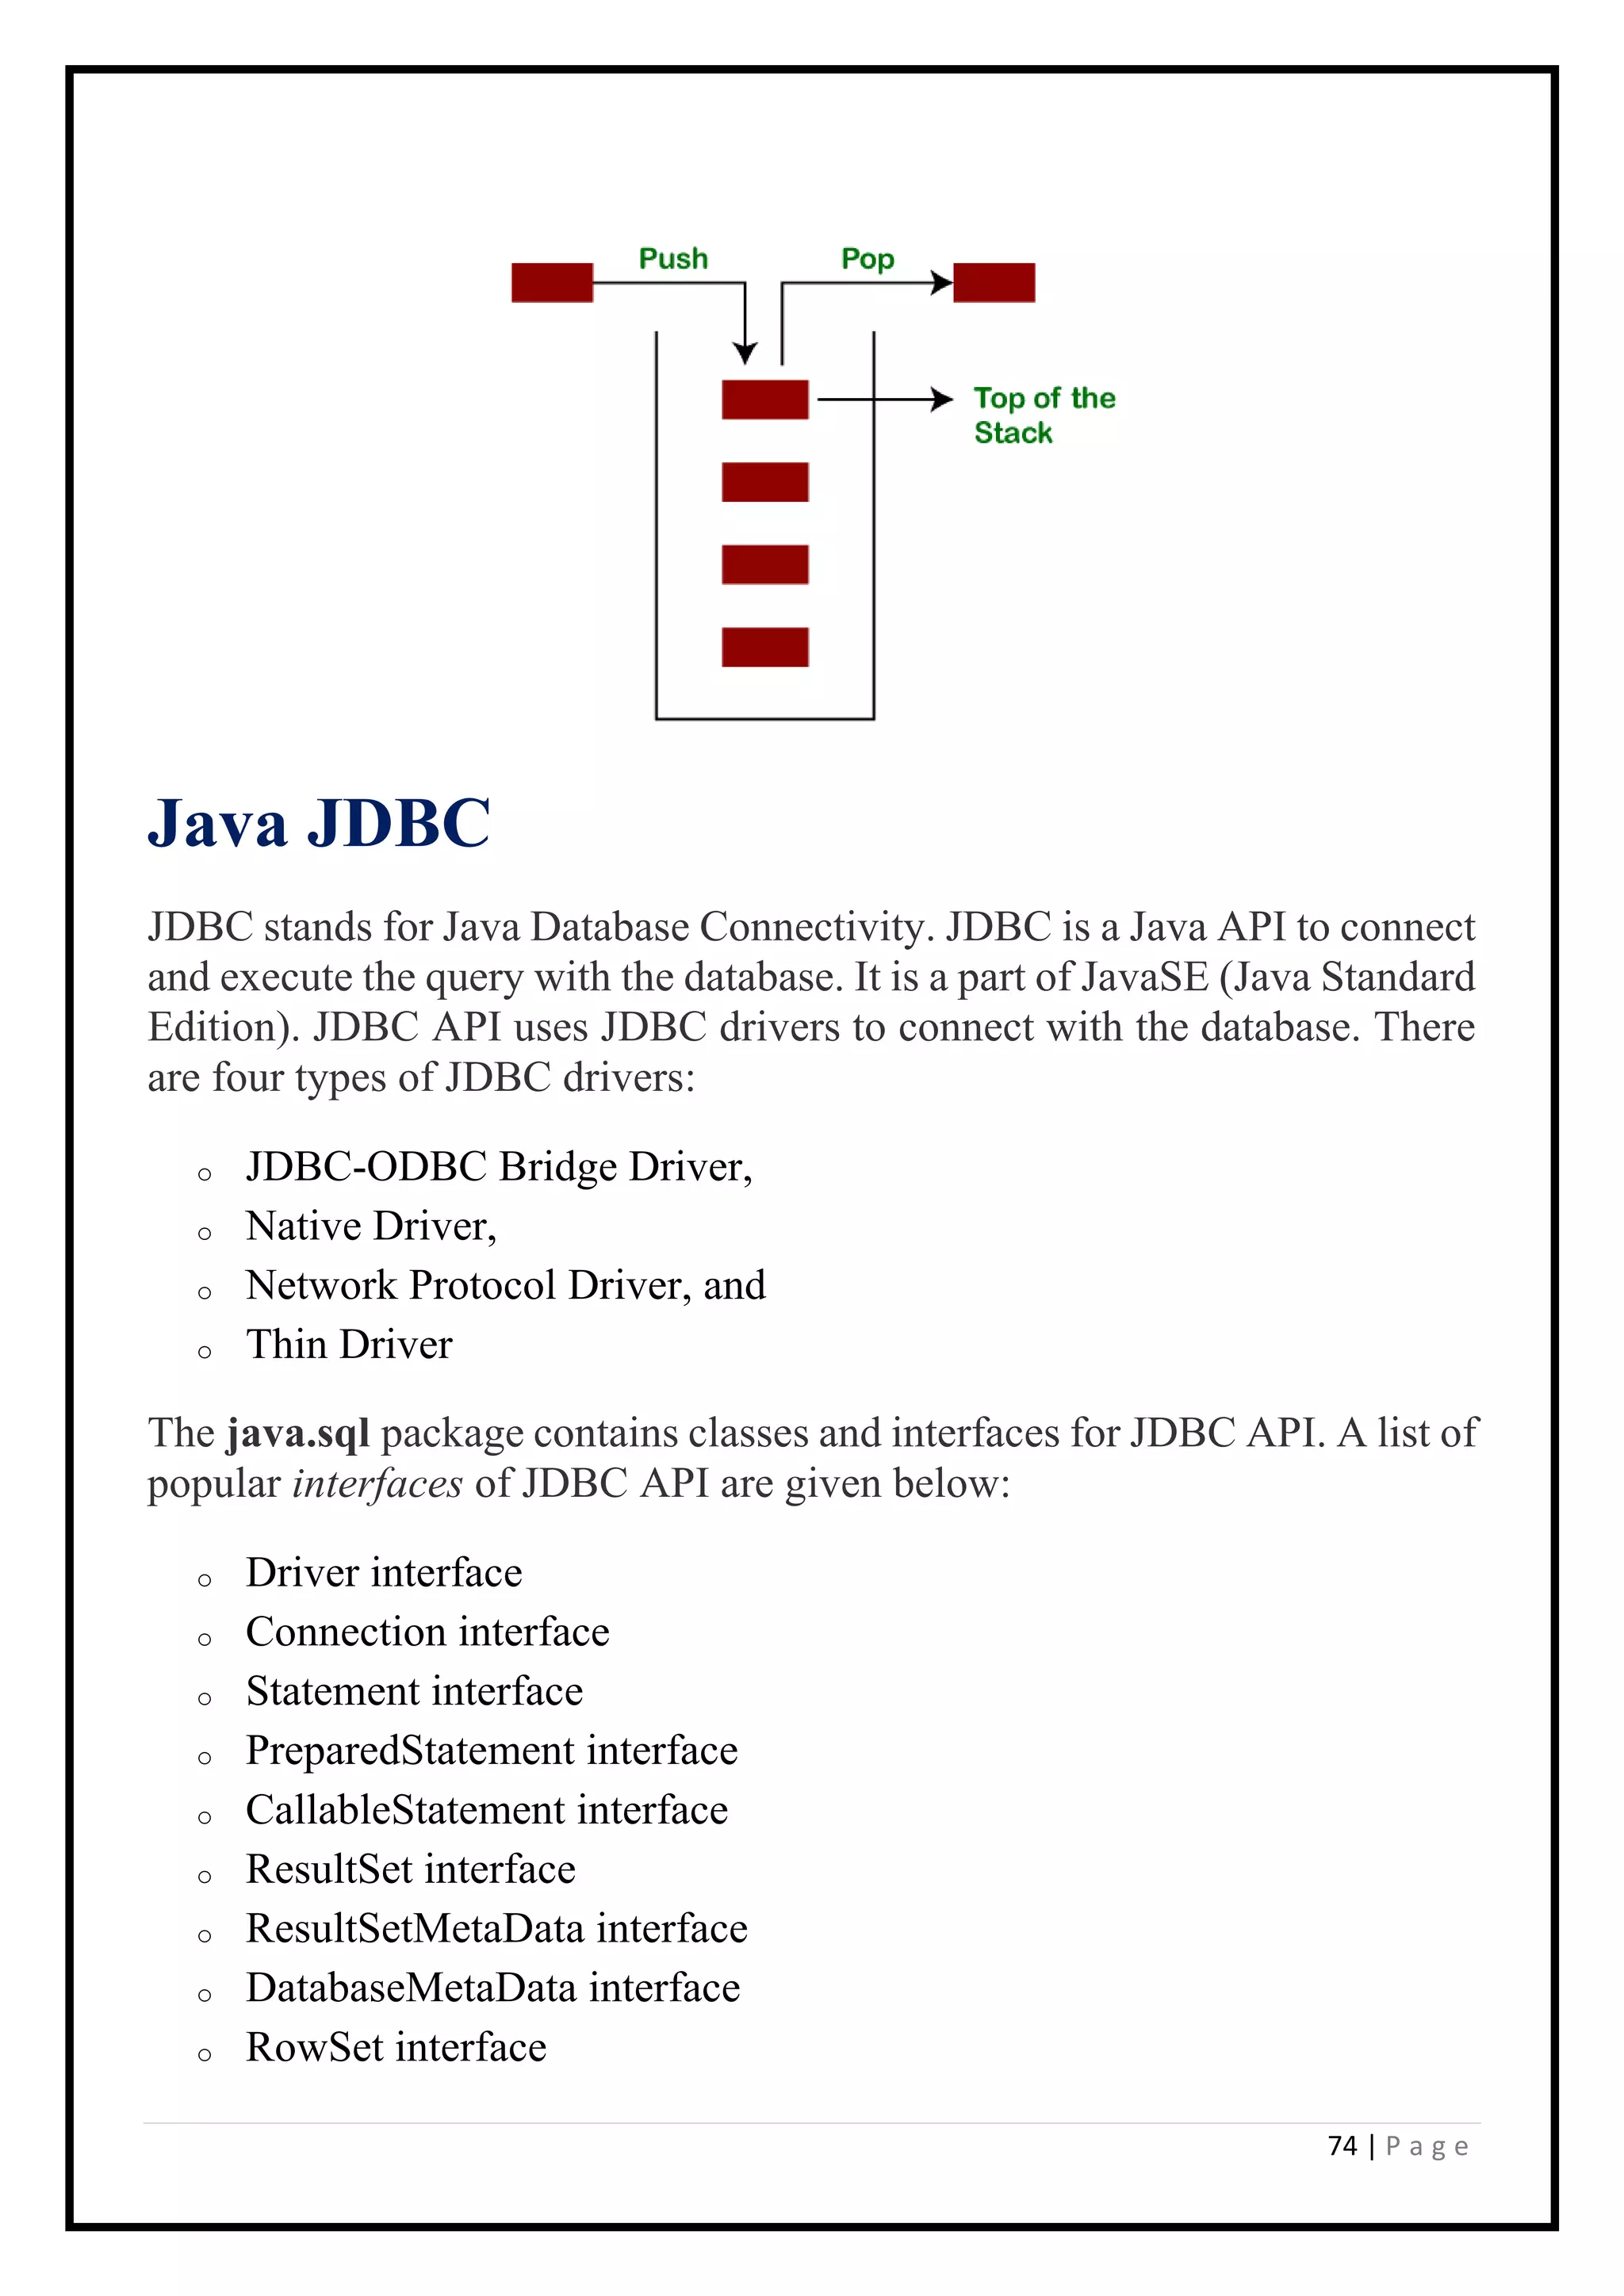 Push
Pop
Top of the
Stack
Java JDBC
JDBC stands for Java Database Connectivity. JDBC is a Java API to connect
and execute the query with the database. It is a part of JavaSE (Java Standard
Edition). JDBC API uses JDBC drivers to connect with the database. There
are four types of JDBC drivers:
o JDBC-ODBC Bridge Driver,
o Native Driver,
o Network Protocol Driver, and
o Thin Driver
The java.sql package contains classes and interfaces for JDBC API. A list of
popular interfaces of JDBC API are given below:
o Driver interface
o Connection interface
o Statement interface
o PreparedStatement interface
o CallableStatement interface
o ResultSet interface
o ResultSetMetaData interface
o DatabaseMetaData interface
o RowSet interface
74 | P a g e